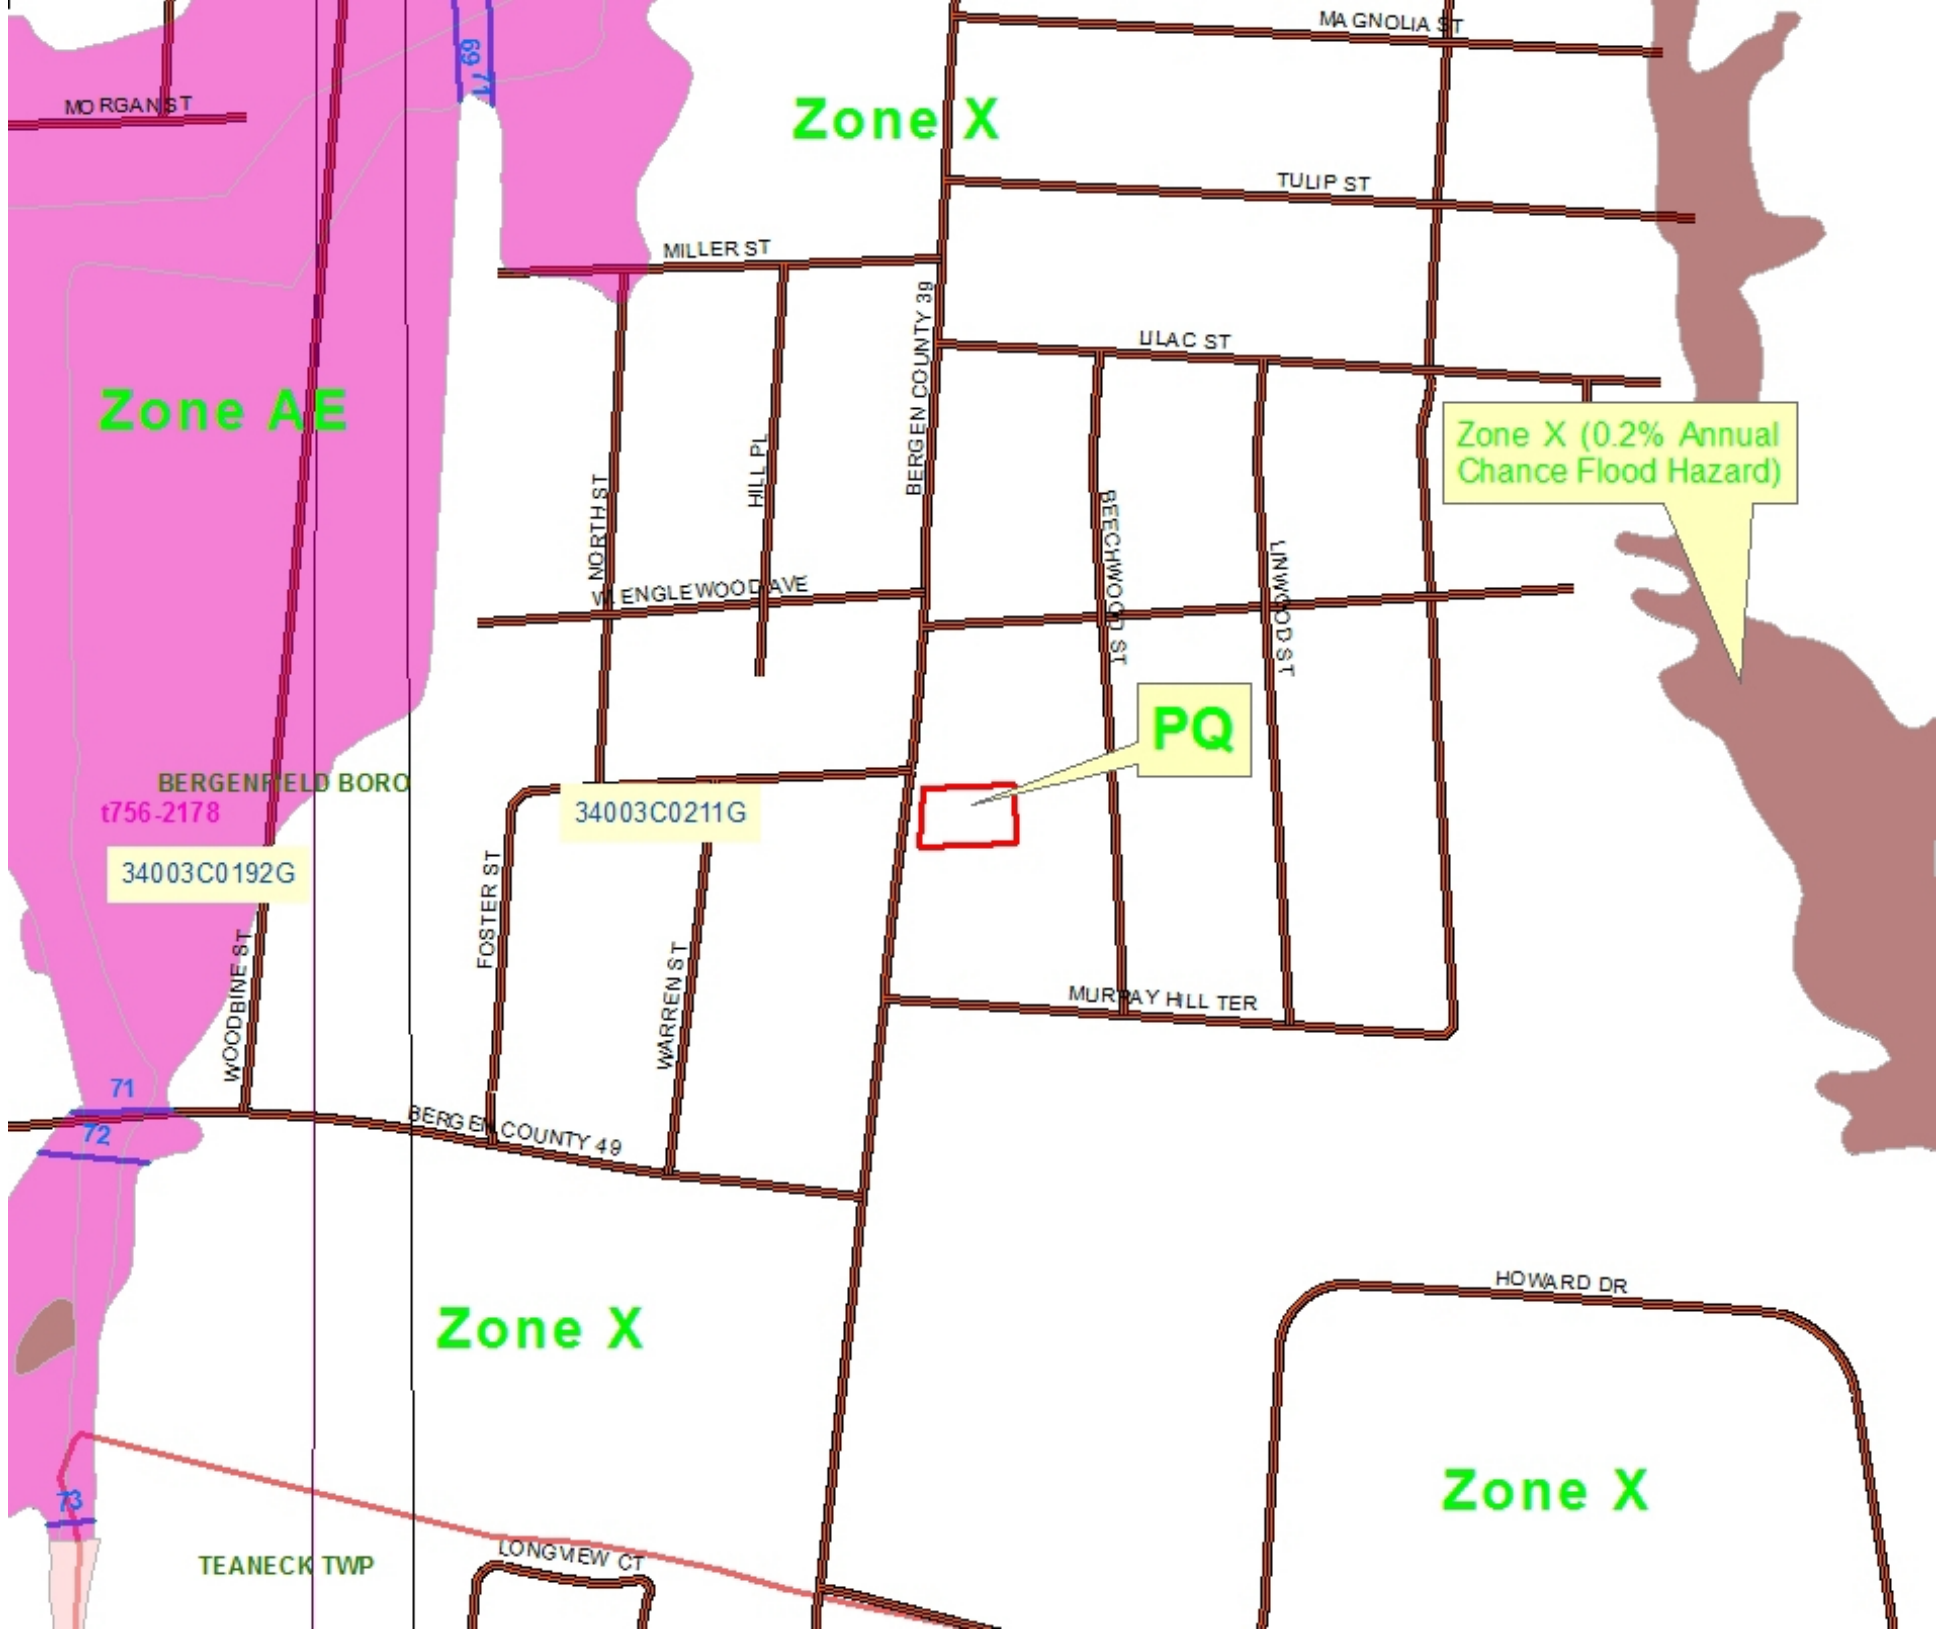 MAGNOLIA ST
69
71
MORGAN ST
Zone X
TULIP ST
MILLER ST
BERGEN COUNTY 39
LILAC ST
Zone AE
Zone X (0.2% Annual
Chance Flood Hazard)
NORTH ST
HILL PL
BEECHWOOD ST
LINWOOD ST
W. ENGLEWOOD AVE
PQ
BERGENFIELD BORO
t756-2178
34003C0211G
34003C0192G
FOSTER ST
WOODBINE ST
WARREN ST
MURRAY HILL TER
71
72
BERGEN COUNTY 49
HOWARD DR
Zone X
Zone X
73
LONGVIEW CT
TEANECK TWP